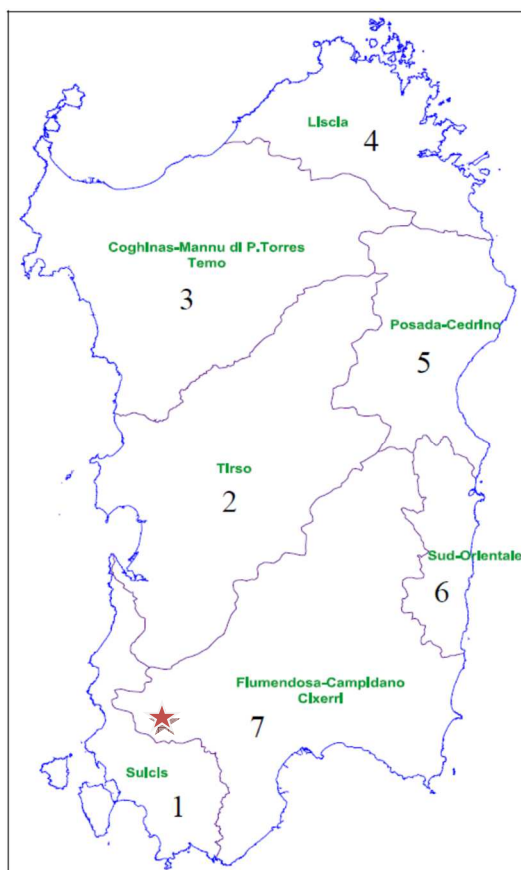 Liscia
4
Coghinas-Mannu di P.Torres
Temo
3
Posada-Cedrino
5
Tirso
2
Sud-Orientale
6
Flumendosa-Campidano
Cixerri
7
Sulcis
1